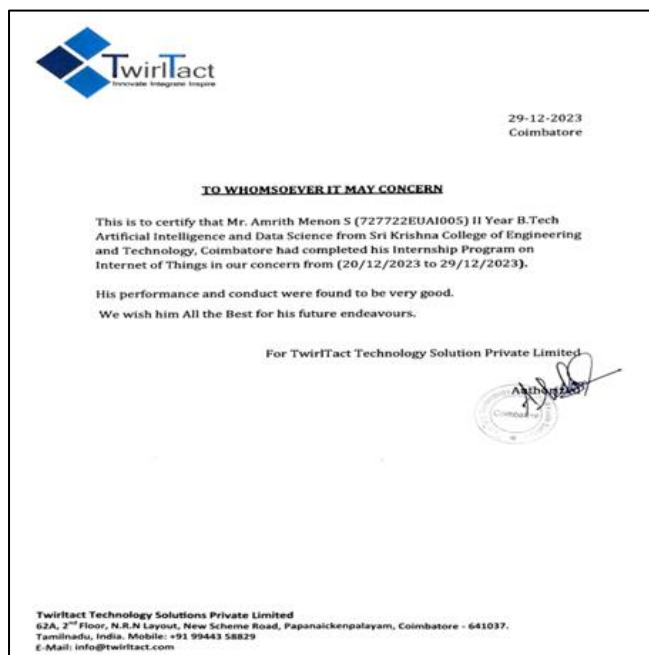 TwirlTact
Innovate Integrate Inspire
29-12-2023
Coimbatore
TO WHOMSOEVER IT MAY CONCERN
This is to certify that Mr. Amrith Menon S (727722EUAI005) II Year B.Tech
Artificial Intelligence and Data Science from Sri Krishna College of Engineering
and Technology, Coimbatore had completed his Internship Program on
Internet of Things in our concern from (20/12/2023 to 29/12/2023).
His performance and conduct were found to be very good.
We wish him All the Best for his future endeavours.
For TwirlTact Technology Solution Private Limited
Coimbatore
Twirltact Technology Solutions Private Limited
62A, 2nd Floor, N.R.N Layout, New Scheme Road, Papanaickenpalayam, Coimbatore - 641037.
Tamilnadu, India. Mobile: +91 99443 58829
E-Mail: info@twirltact.com